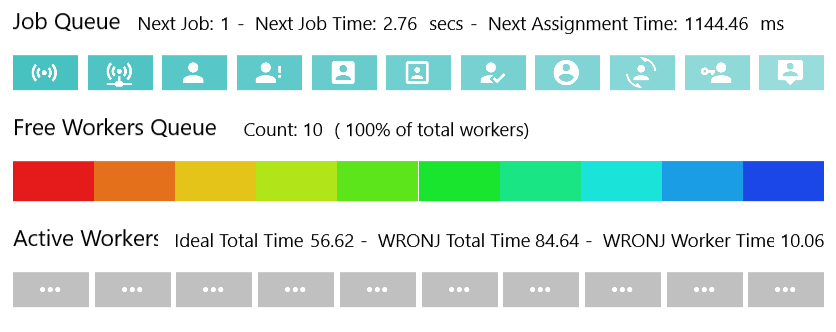 Job Queue Next Job: 1 - Next Job Time: 2.76 secs - Next Assignment Time: 1144.46 ms
Free Workers Queue Count: 10 ( 100% of total workers)
Active Workers Ideal Total Time 56.62 - WRONJ Total Time 84.64 - WRONJ Worker Time 10.06